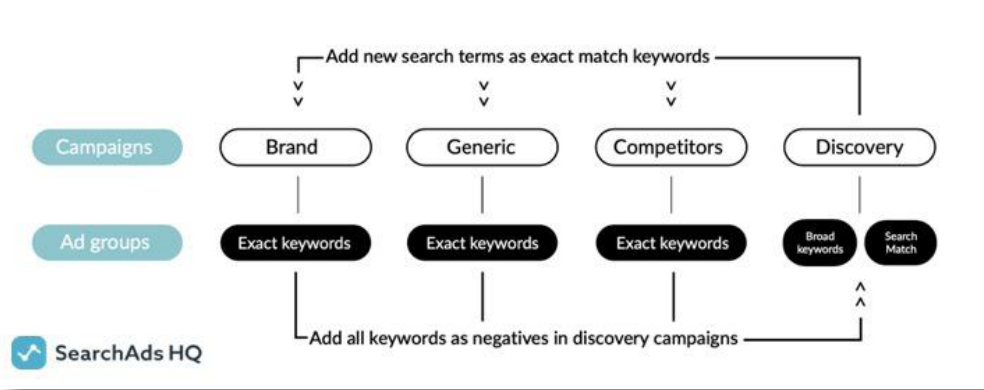 Add new search terms as exact match keywords
Campaigns Brand Generic Competitors Discovery
Ad groups Exact keywords Exact keywords Exact keywords Broad keywords Search Match
Add all keywords as negatives in discovery campaigns
SearchAds HQ